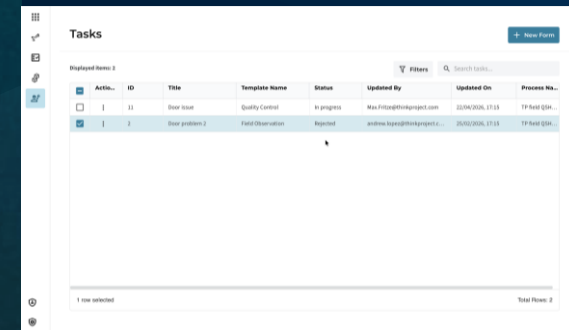 Tasks
+ New Form
Displayed Items: 2
Filters
Search tasks...
Actio... ID Title Template Name Status Updated By Updated On Process Na...
11 Door issue Quality Control In progress Max.Fritze@thinkproject.com 22/04/2026, 17:15 TP field QSH...
2 Door problem 2 Field Observation Rejected andrea.lopez@thinkproject.c... 25/02/2026, 17:13 TP field QSH...
1 row selected
Total Rows: 2